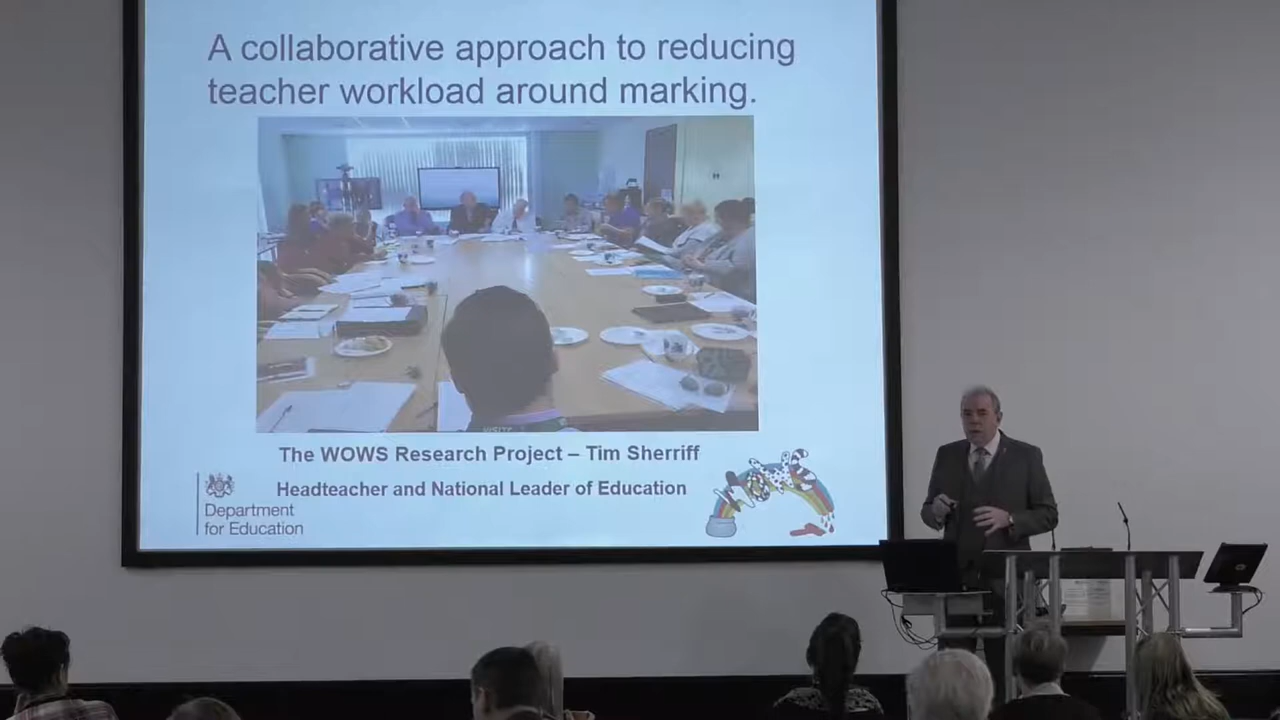 A collaborative approach to reducing
teacher workload around marking.
The WOWS Research Project – Tim Sherriff
Headteacher and National Leader of Education
Department
for Education